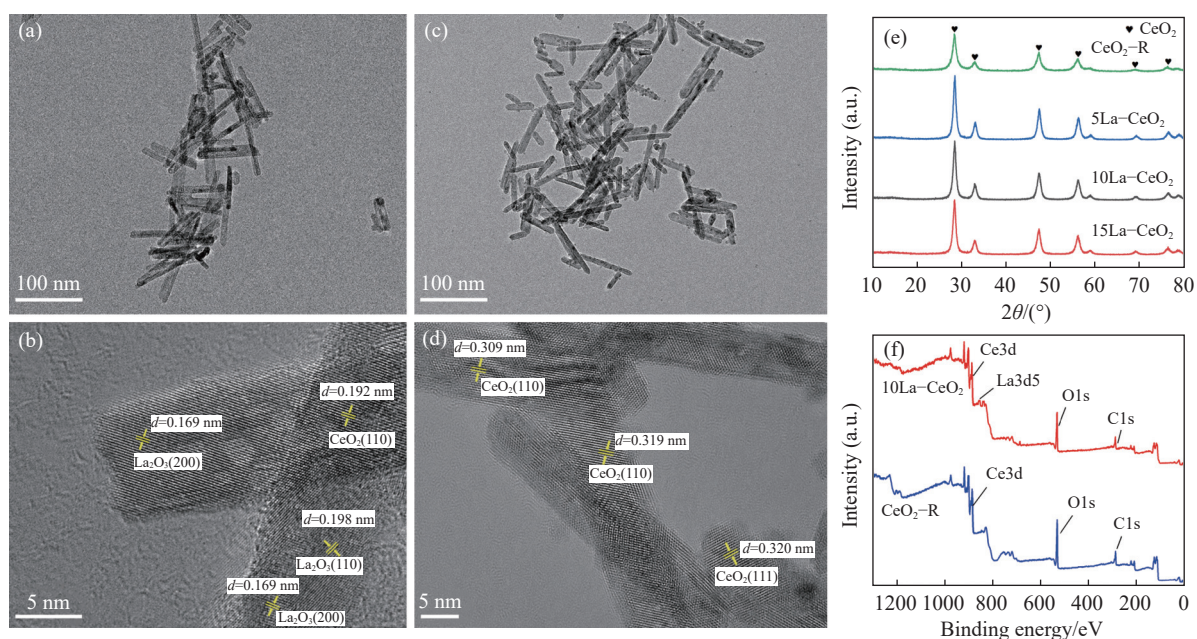 (a)
100 nm
(c)
100 nm
(e)
♥ CeO₂
CeO₂−R
5La−CeO₂
10La−CeO₂
15La−CeO₂
Intensity (a.u.)
10 20 30 40 50 60 70 80
2θ/(°)
(b)
d=0.192 nm
CeO₂(110)
d=0.169 nm
La₂O₃(200)
d=0.198 nm
La₂O₃(110)
d=0.169 nm
La₂O₃(200)
5 nm
(d)
d=0.309 nm
CeO₂(110)
d=0.319 nm
CeO₂(110)
d=0.320 nm
CeO₂(111)
5 nm
(f)
Ce3d
10La−CeO₂
La3d5
O1s
C1s
Ce3d
CeO₂−R
O1s
C1s
Intensity (a.u.)
1200 1000 800 600 400 200 0
Binding energy/eV